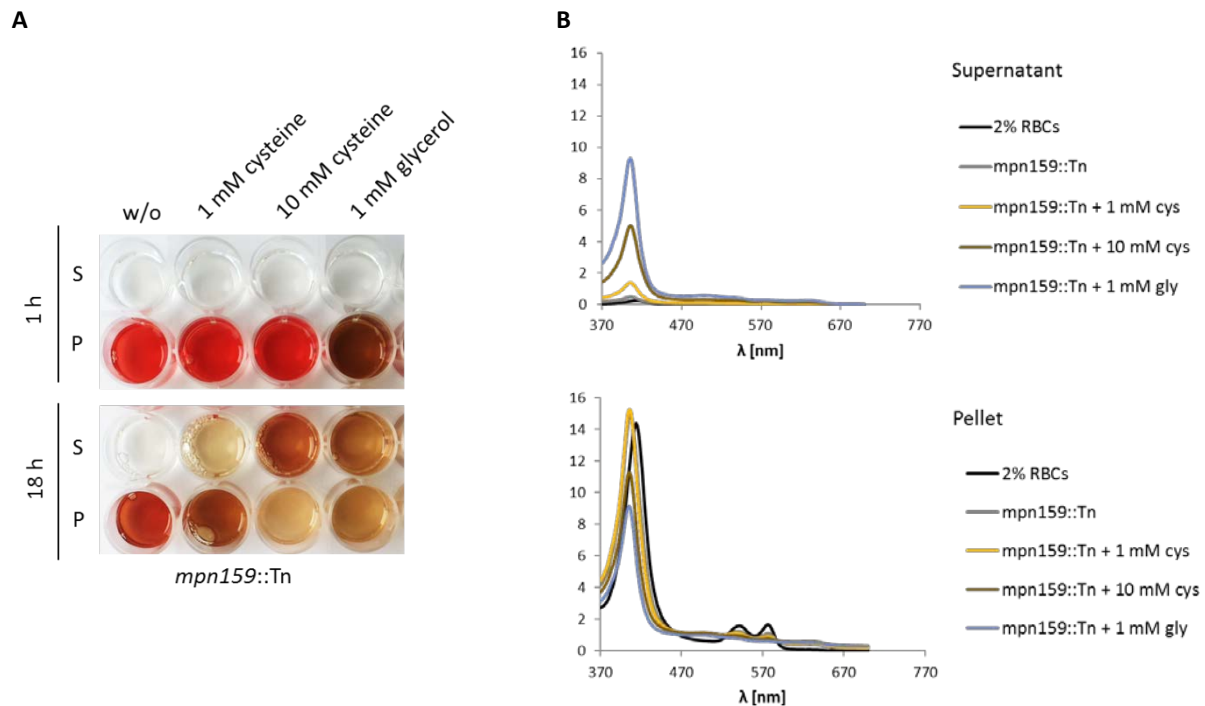 A
w/o
1 mM cysteine
10 mM cysteine
1 mM glycerol
1 h
S
P
18 h
S
P
mpn159::Tn
B
16
14
12
10
8
6
4
2
0
370
470
570
670
770
λ [nm]
Supernatant
2% RBCs
mpn159::Tn
mpn159::Tn + 1 mM cys
mpn159::Tn + 10 mM cys
mpn159::Tn + 1 mM gly
16
14
12
10
8
6
4
2
0
370
470
570
670
770
λ [nm]
Pellet
2% RBCs
mpn159::Tn
mpn159::Tn + 1 mM cys
mpn159::Tn + 10 mM cys
mpn159::Tn + 1 mM gly